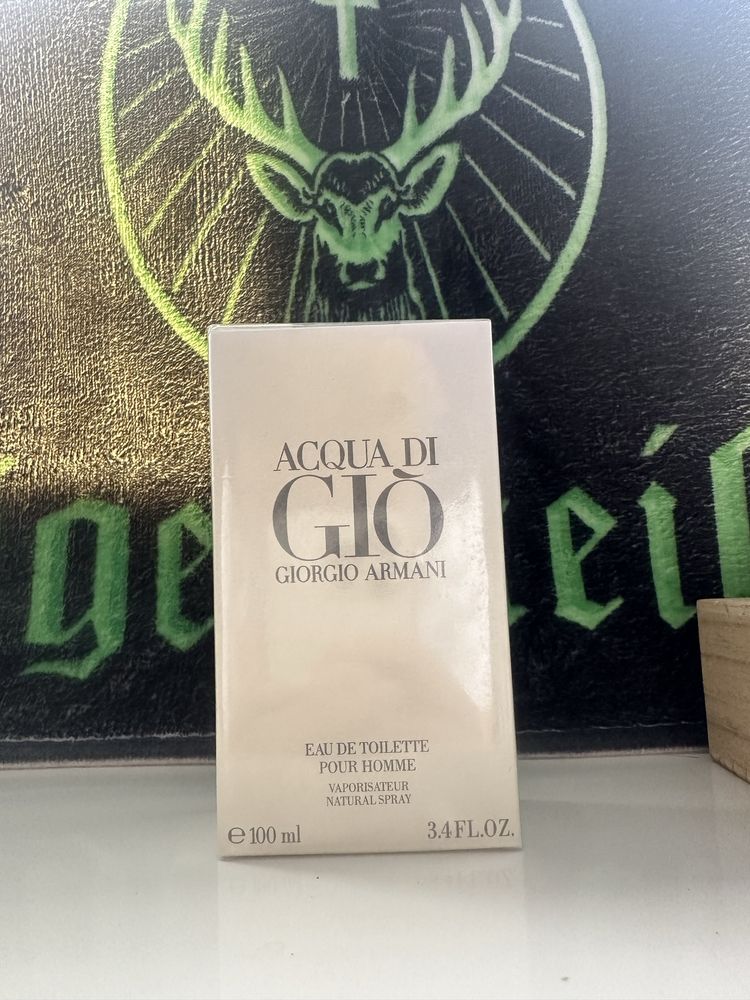 ACQUA DI
GIÒ
GIORGIO ARMANI
EAU DE TOILETTE
POUR HOMME
VAPORISATEUR
NATURAL SPRAY
℮ 100 ml
3.4 FL.OZ.